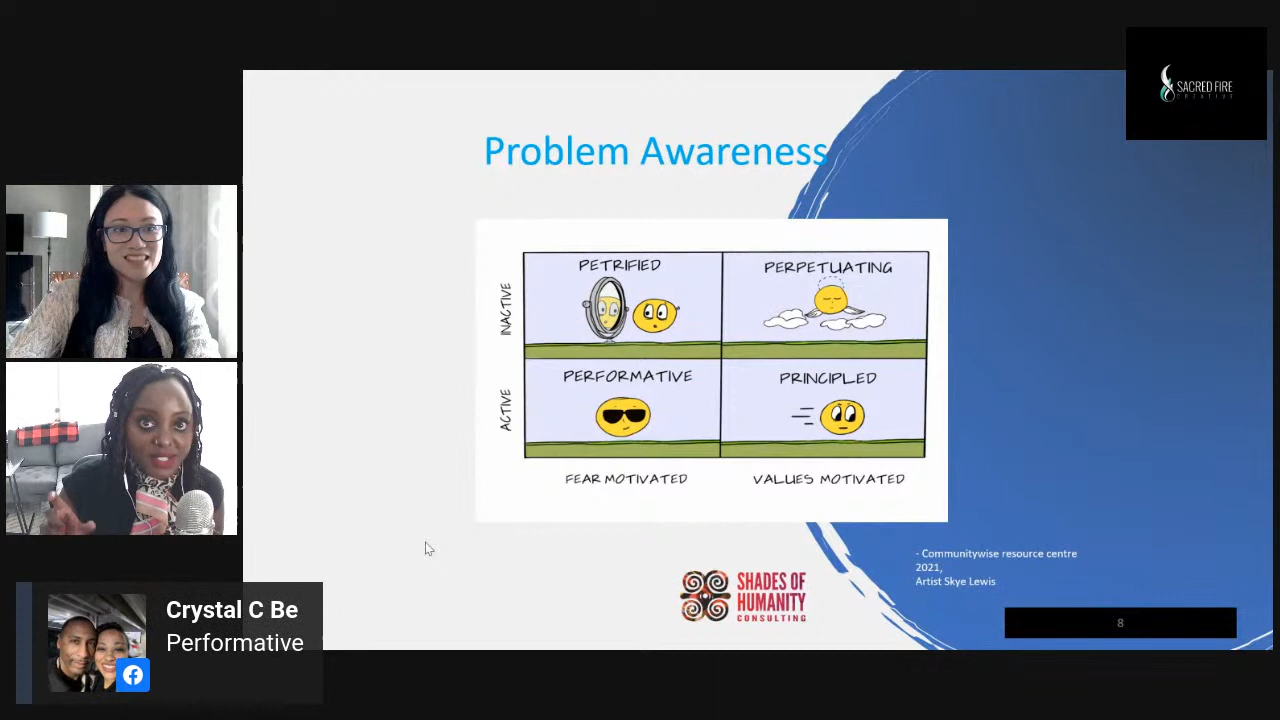 SACRED FIRE
CREATIVE
Problem Awareness
PETRIFIED
PERPETUATING
INACTIVE
PERFORMATIVE
PRINCIPLED
ACTIVE
FEAR MOTIVATED
VALUES MOTIVATED
- Communitywise resource centre
2021,
Artist Skye Lewis
SHADES OF
HUMANITY
CONSULTING
8
Crystal C Be
Performative